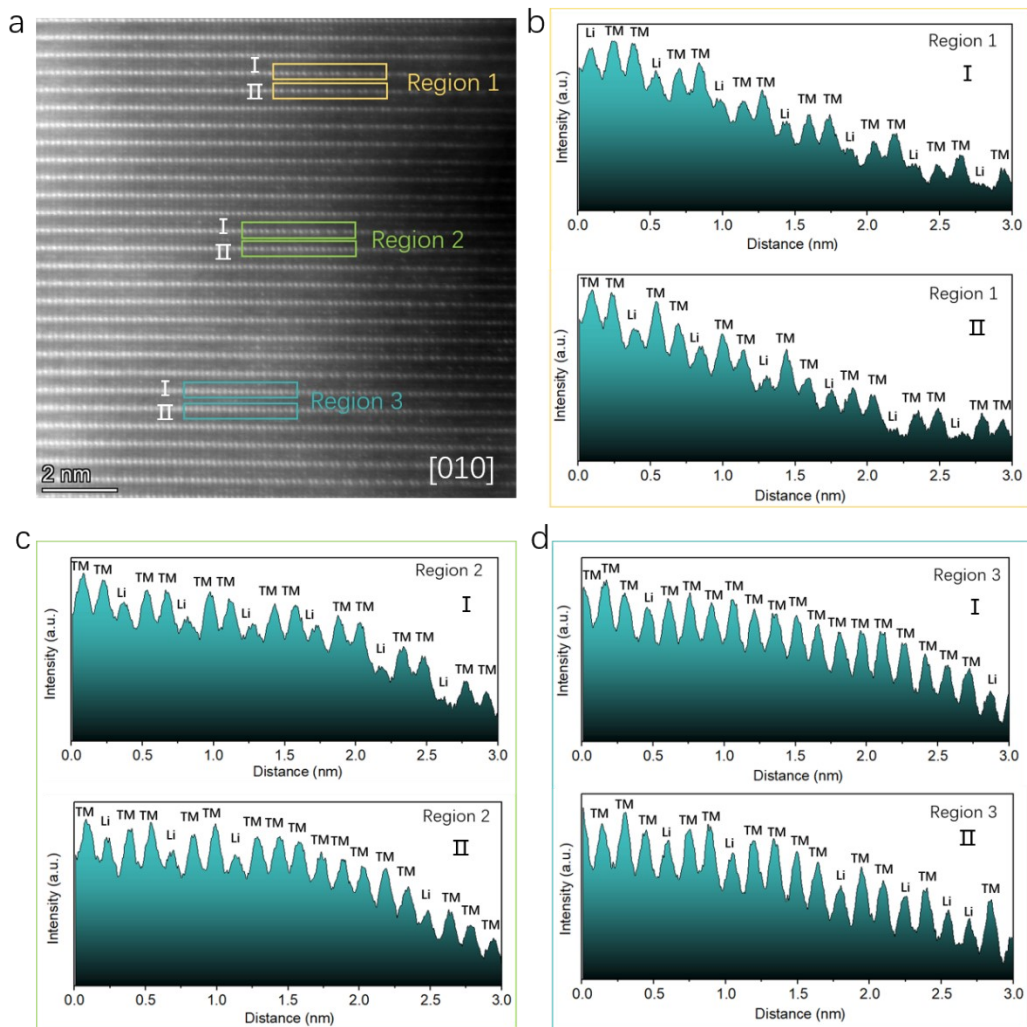 a
I
II
Region 1
I
II
Region 2
I
II
Region 3
2 nm
[010]
b
Region 1
I
Li TM TM Li TM TM Li TM TM Li TM TM Li TM TM Li TM TM Li TM
Intensity (a.u.)
0.0 0.5 1.0 1.5 2.0 2.5 3.0
Distance (nm)
Region 1
II
TM TM Li TM TM Li TM TM Li TM TM Li TM TM Li TM TM Li TM TM
Intensity (a.u.)
0.0 0.5 1.0 1.5 2.0 2.5 3.0
Distance (nm)
c
Region 2
I
TM TM Li TM TM Li TM TM Li TM TM Li TM TM Li TM TM Li TM TM
Intensity (a.u.)
0.0 0.5 1.0 1.5 2.0 2.5 3.0
Distance (nm)
Region 2
II
TM Li TM TM Li TM TM Li TM TM TM TM TM TM TM TM Li TM TM TM
Intensity (a.u.)
0.0 0.5 1.0 1.5 2.0 2.5 3.0
Distance (nm)
d
Region 3
I
TM TM TM Li TM TM TM TM TM TM TM TM TM TM TM TM TM TM TM Li
Intensity (a.u.)
0.0 0.5 1.0 1.5 2.0 2.5 3.0
Distance (nm)
Region 3
II
TM TM TM Li TM TM Li TM TM TM TM Li TM TM Li TM Li Li TM
Intensity (a.u.)
0.0 0.5 1.0 1.5 2.0 2.5 3.0
Distance (nm)